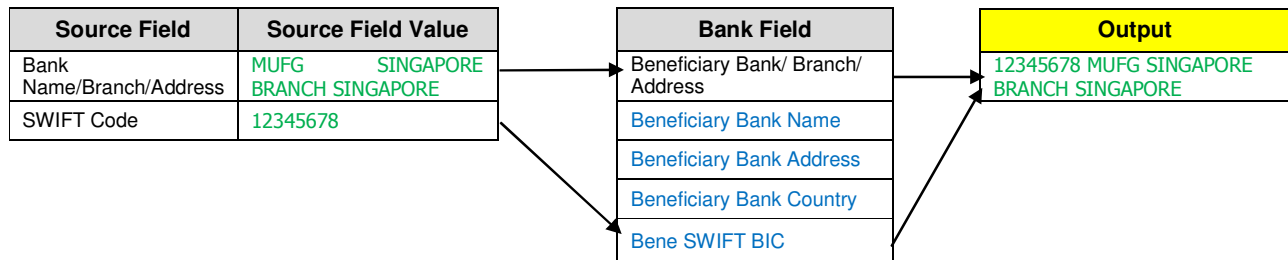 Source Field
Source Field Value
Bank
Name/Branch/Address
MUFG SINGAPORE
BRANCH SINGAPORE
SWIFT Code
12345678
Bank Field
Beneficiary Bank/ Branch/
Address
Beneficiary Bank Name
Beneficiary Bank Address
Beneficiary Bank Country
Bene SWIFT BIC
Output
12345678 MUFG SINGAPORE
BRANCH SINGAPORE